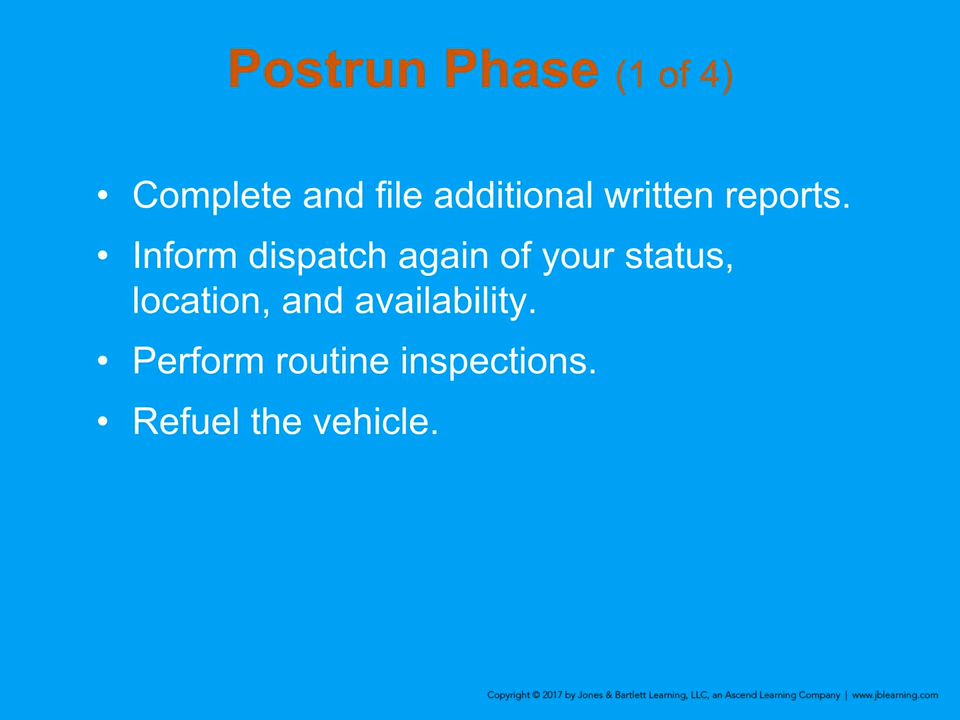 Postrun Phase (1 of 4)
• Complete and file additional written reports.
• Inform dispatch again of your status,
location, and availability.
• Perform routine inspections.
• Refuel the vehicle.
Copyright © 2017 by Jones & Bartlett Learning, LLC, an Ascend Learning Company | www.jblearning.com